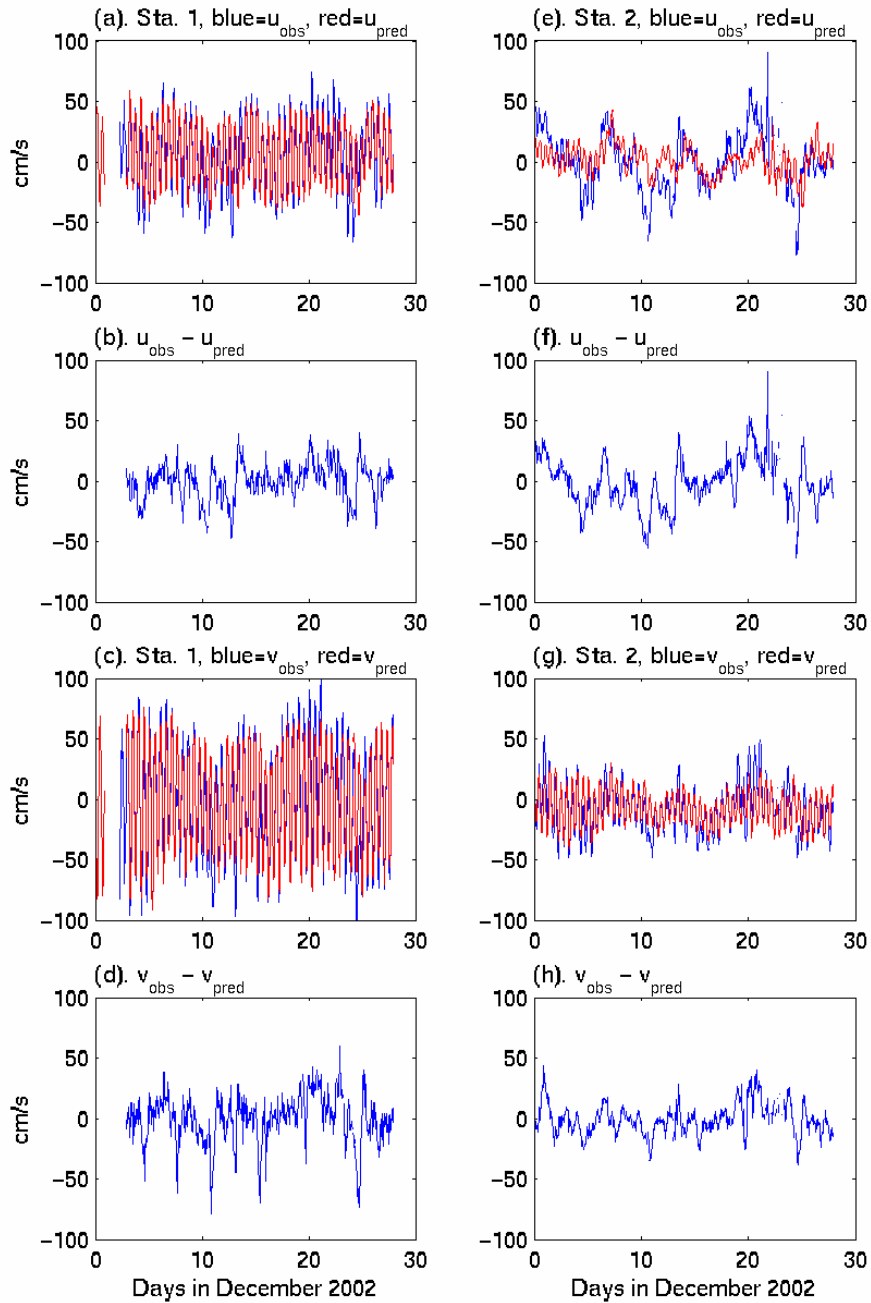 (a). Sta. 1, blue=u_obs, red=u_pred
100
50
0
−50
−100
cm/s
0 10 20 30
(b). u_obs − u_pred
100
50
0
−50
−100
cm/s
0 10 20 30
(c). Sta. 1, blue=v_obs, red=v_pred
100
50
0
−50
−100
cm/s
0 10 20 30
(d). v_obs − v_pred
100
50
0
−50
−100
cm/s
0 10 20 30
Days in December 2002
(e). Sta. 2, blue=u_obs, red=u_pred
100
50
0
−50
−100
0 10 20 30
(f). u_obs − u_pred
100
50
0
−50
−100
0 10 20 30
(g). Sta. 2, blue=v_obs, red=v_pred
100
50
0
−50
−100
0 10 20 30
(h). v_obs − v_pred
100
50
0
−50
−100
0 10 20 30
Days in December 2002